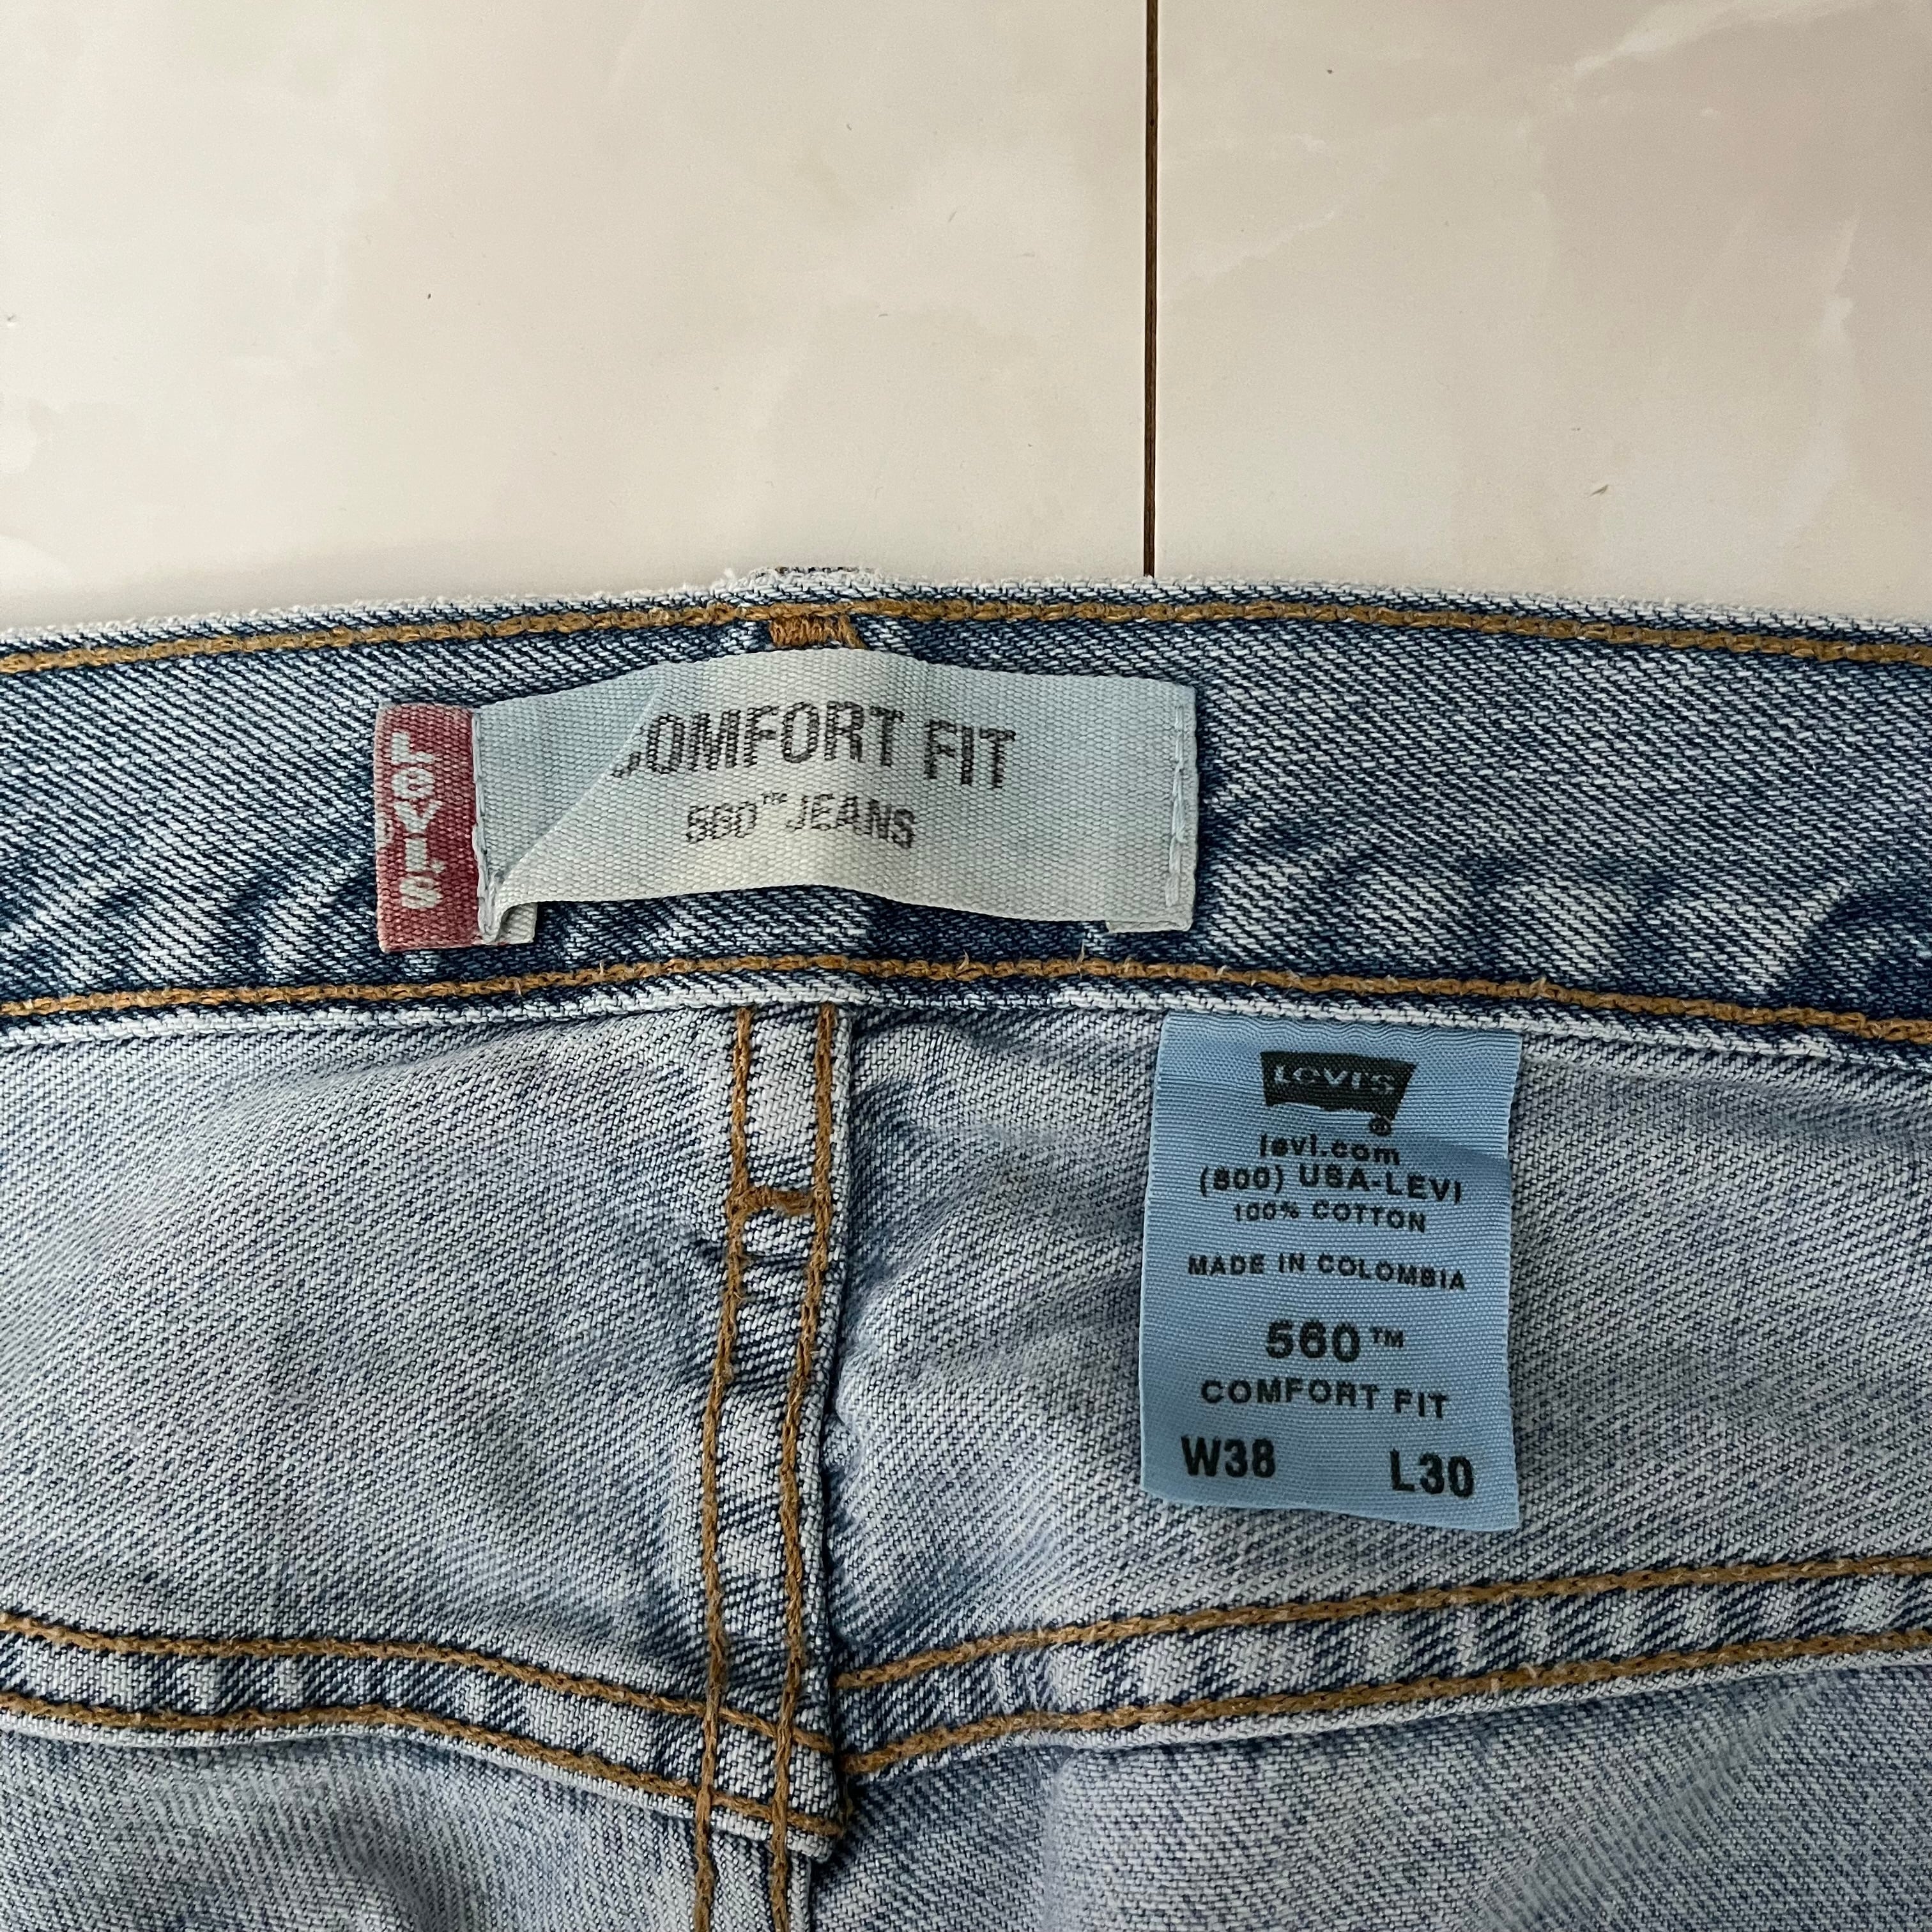 LEVI'S
COMFORT FIT
560™ JEANS
LEVI'S
®
levi.com
(800) USA-LEVI
100% COTTON
MADE IN COLOMBIA
560™
COMFORT FIT
W38 L30